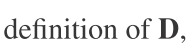 definition of D,